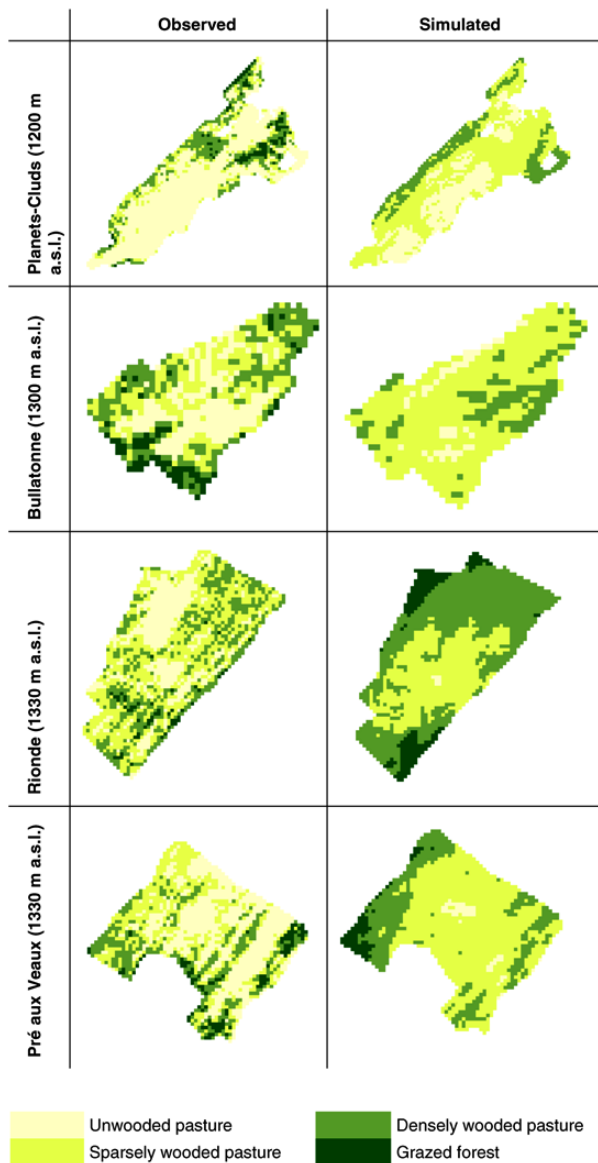 Observed
Simulated
Planets-Cluds (1200 m
a.s.l.)
Bullatonne (1300 m a.s.l.)
Rionde (1330 m a.s.l.)
Pré aux Veaux (1330 m a.s.l.)
Unwooded pasture
Densely wooded pasture
Sparsely wooded pasture
Grazed forest